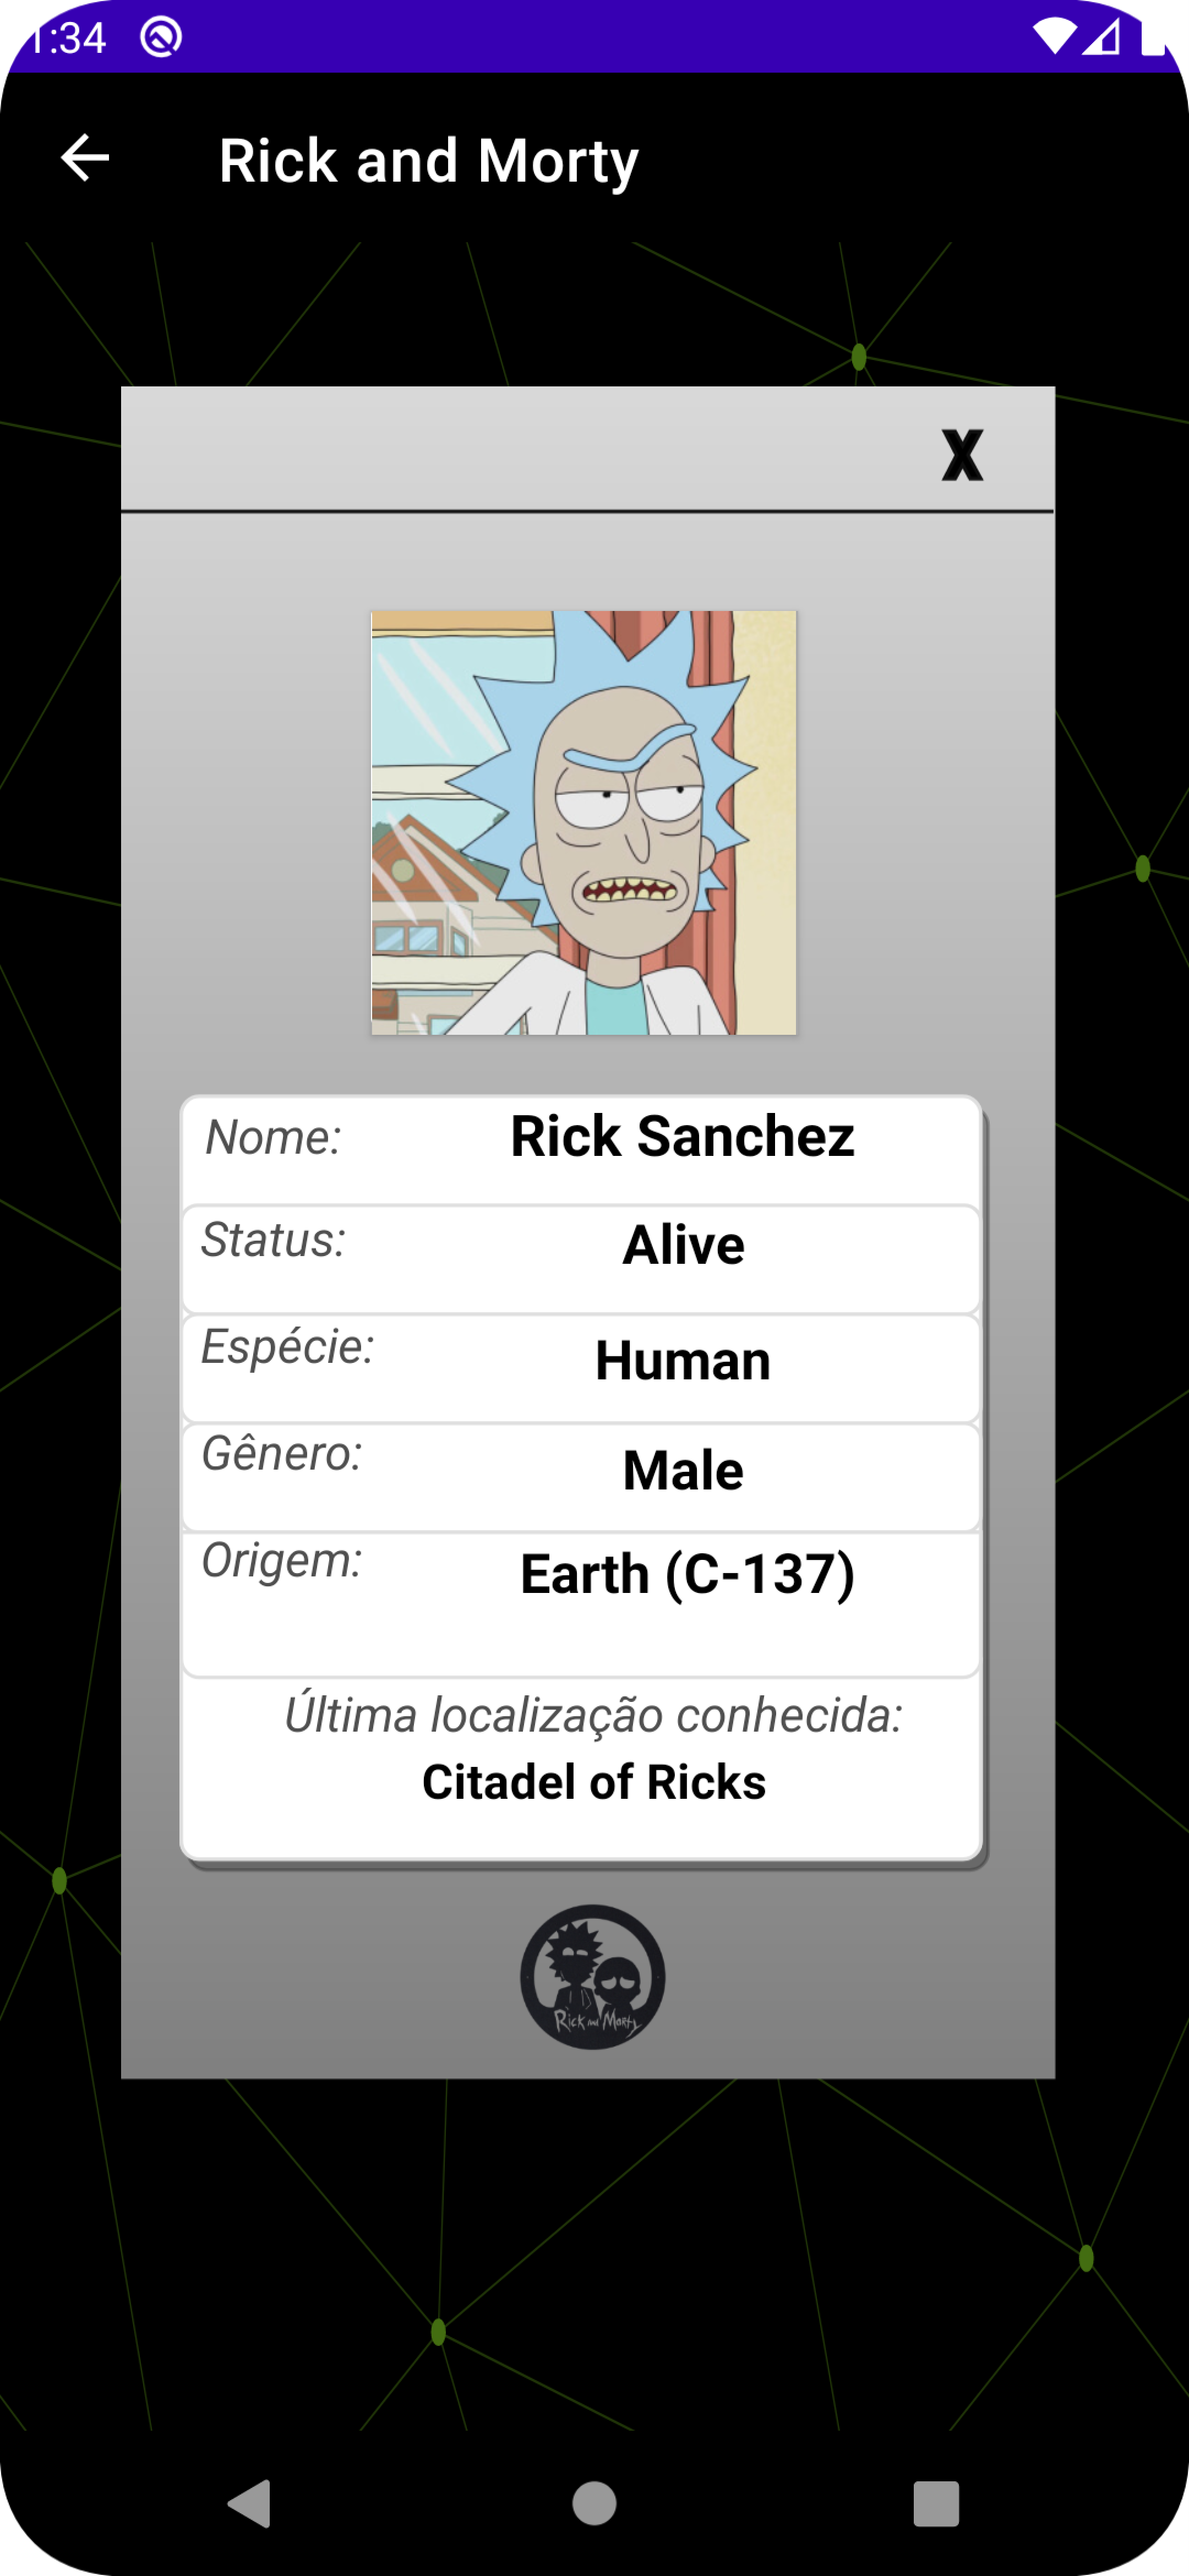 1:34
Rick and Morty
X
Nome: Rick Sanchez
Status: Alive
Espécie: Human
Gênero: Male
Origem: Earth (C-137)
Última localização conhecida:
Citadel of Ricks
Rick and Morty